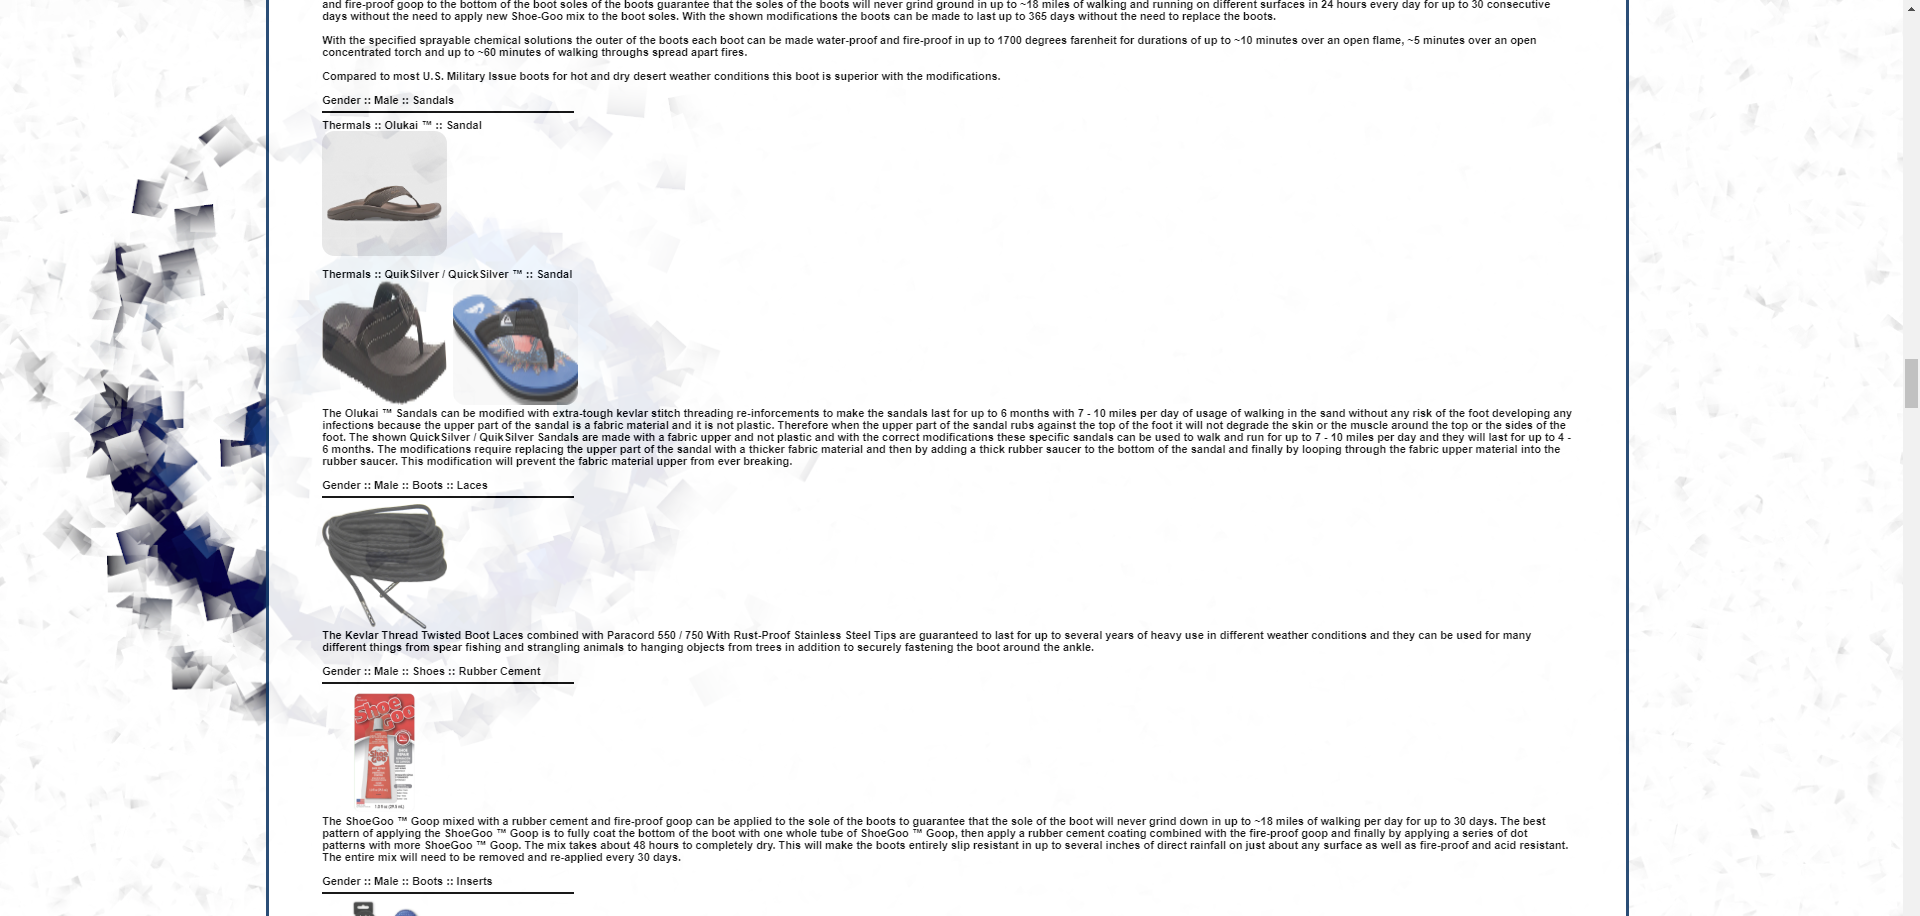 and fire-proof goop to the bottom of the boot soles of the boots guarantee that the soles of the boots will never grind ground in up to ~18 miles of walking and running on different surfaces in 24 hours every day for up to 30 consecutive
days without the need to apply new Shoe-Goo mix to the boot soles. With the shown modifications the boots can be made to last up to 365 days without the need to replace the boots.
With the specified sprayable chemical solutions the outer of the boots each boot can be made water-proof and fire-proof in up to 1700 degrees farenheit for durations of up to ~10 minutes over an open flame, ~5 minutes over an open
concentrated torch and up to ~60 minutes of walking throughs spread apart fires.
Compared to most U.S. Military Issue boots for hot and dry desert weather conditions this boot is superior with the modifications.
Gender :: Male :: Sandals
Thermals :: Olukai ™ :: Sandal
Thermals :: QuikSilver / QuickSilver ™ :: Sandal
The Olukai ™ Sandals can be modified with extra-tough kevlar stitch threading re-inforcements to make the sandals last for up to 6 months with 7 - 10 miles per day of usage of walking in the sand without any risk of the foot developing any
infections because the upper part of the sandal is a fabric material and it is not plastic. Therefore when the upper part of the sandal rubs against the top of the foot it will not degrade the skin or the muscle around the top or the sides of the
foot. The shown QuickSilver / QuikSilver Sandals are made with a fabric upper and not plastic and with the correct modifications these specific sandals can be used to walk and run for up to 7 - 10 miles per day and they will last for up to 4 -
6 months. The modifications require replacing the upper part of the sandal with a thicker fabric material and then by adding a thick rubber saucer to the bottom of the sandal and finally by looping through the fabric upper material into the
rubber saucer. This modification will prevent the fabric material upper from ever breaking.
Gender :: Male :: Boots :: Laces
The Kevlar Thread Twisted Boot Laces combined with Paracord 550 / 750 With Rust-Proof Stainless Steel Tips are guaranteed to last for up to several years of heavy use in different weather conditions and they can be used for many
different things from spear fishing and strangling animals to hanging objects from trees in addition to securely fastening the boot around the ankle.
Gender :: Male :: Shoes :: Rubber Cement
Shoe
Goo
The ShoeGoo ™ Goop mixed with a rubber cement and fire-proof goop can be applied to the sole of the boots to guarantee that the sole of the boot will never grind down in up to ~18 miles of walking per day for up to 30 days. The best
pattern of applying the ShoeGoo ™ Goop is to fully coat the bottom of the boot with one whole tube of ShoeGoo ™ Goop, then apply a rubber cement coating combined with the fire-proof goop and finally by applying a series of dot
patterns with more ShoeGoo ™ Goop. The mix takes about 48 hours to completely dry. This will make the boots entirely slip resistant in up to several inches of direct rainfall on just about any surface as well as fire-proof and acid resistant.
The entire mix will need to be removed and re-applied every 30 days.
Gender :: Male :: Boots :: Inserts